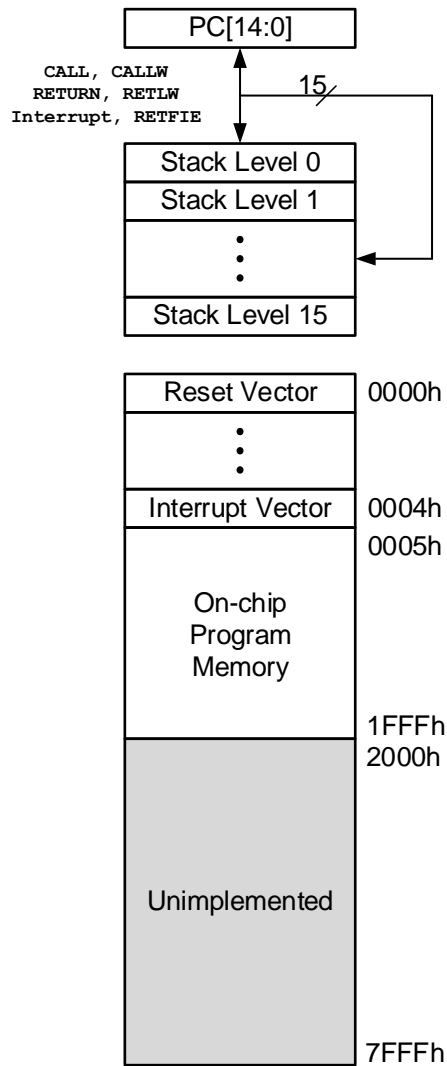 PC[14:0]
CALL, CALLW
RETURN, RETLW
Interrupt, RETFIE
15
Stack Level 0
Stack Level 1
Stack Level 15
Reset Vector
0000h
Interrupt Vector
0004h
0005h
On-chip
Program
Memory
1FFFh
2000h
Unimplemented
7FFFh